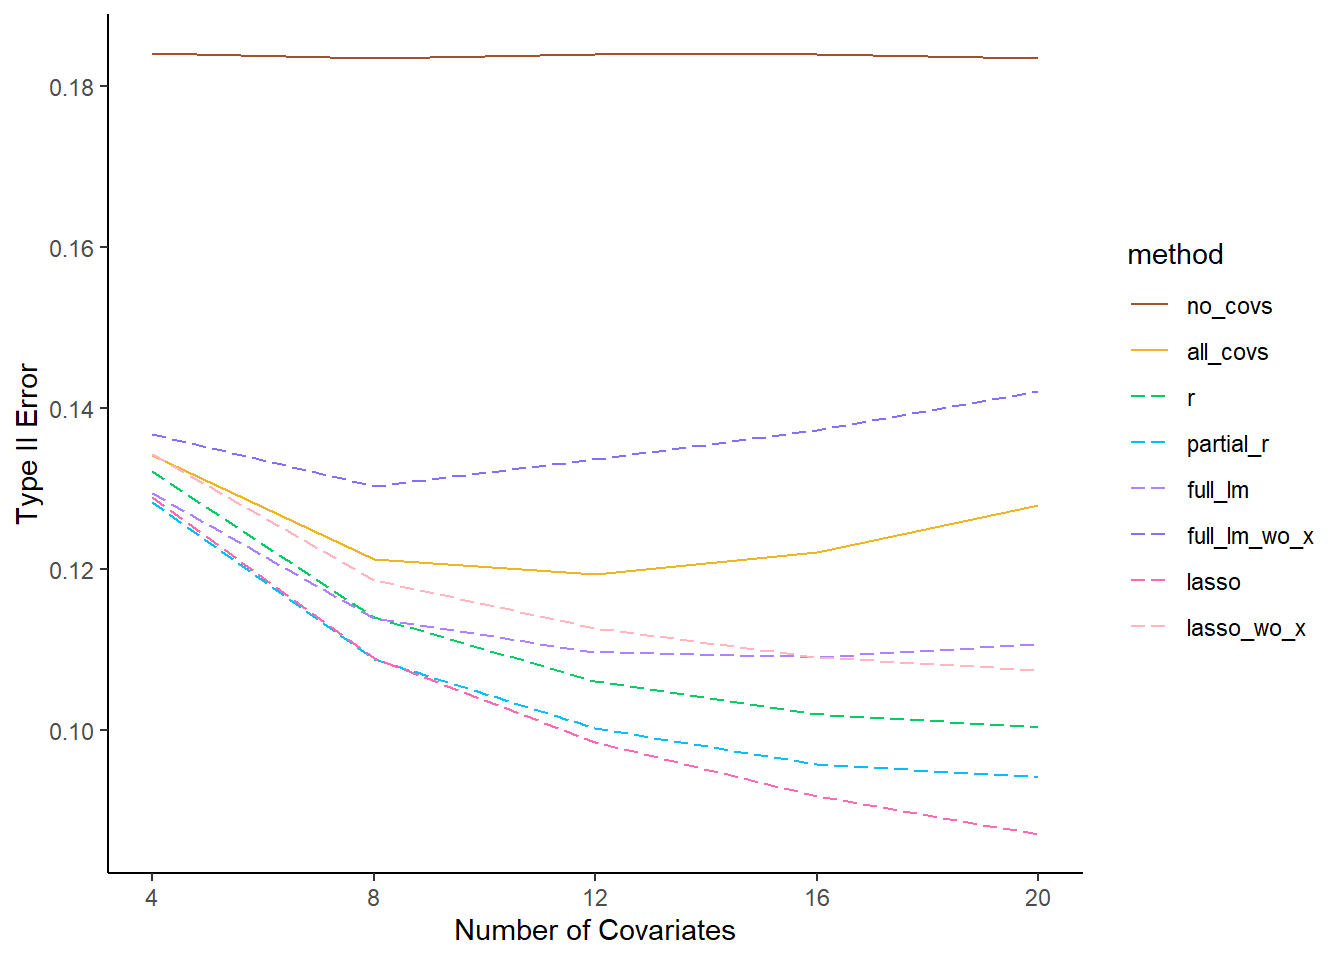 0.18
0.16
0.14
0.12
0.10
Type II Error
4 8 12 16 20
Number of Covariates
method
no_covs
all_covs
r
partial_r
full_lm
full_lm_wo_x
lasso
lasso_wo_x